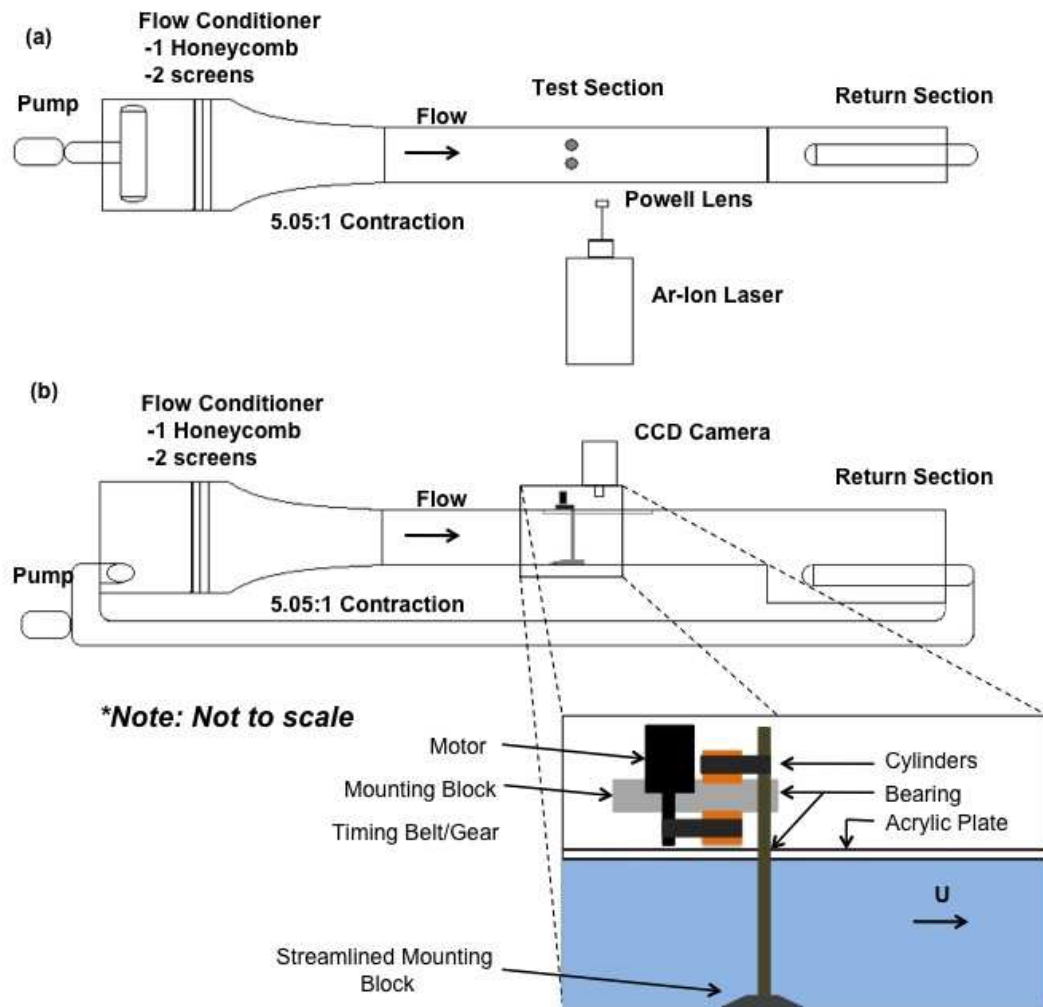 (a)
Flow Conditioner
-1 Honeycomb
-2 screens
Pump
Test Section
Return Section
Flow
5.05:1 Contraction
Powell Lens
Ar-Ion Laser
(b)
Flow Conditioner
-1 Honeycomb
-2 screens
CCD Camera
Return Section
Flow
Pump
5.05:1 Contraction
*Note: Not to scale
Motor
Cylinders
Mounting Block
Bearing
Acrylic Plate
Timing Belt/Gear
U
Streamlined Mounting
Block